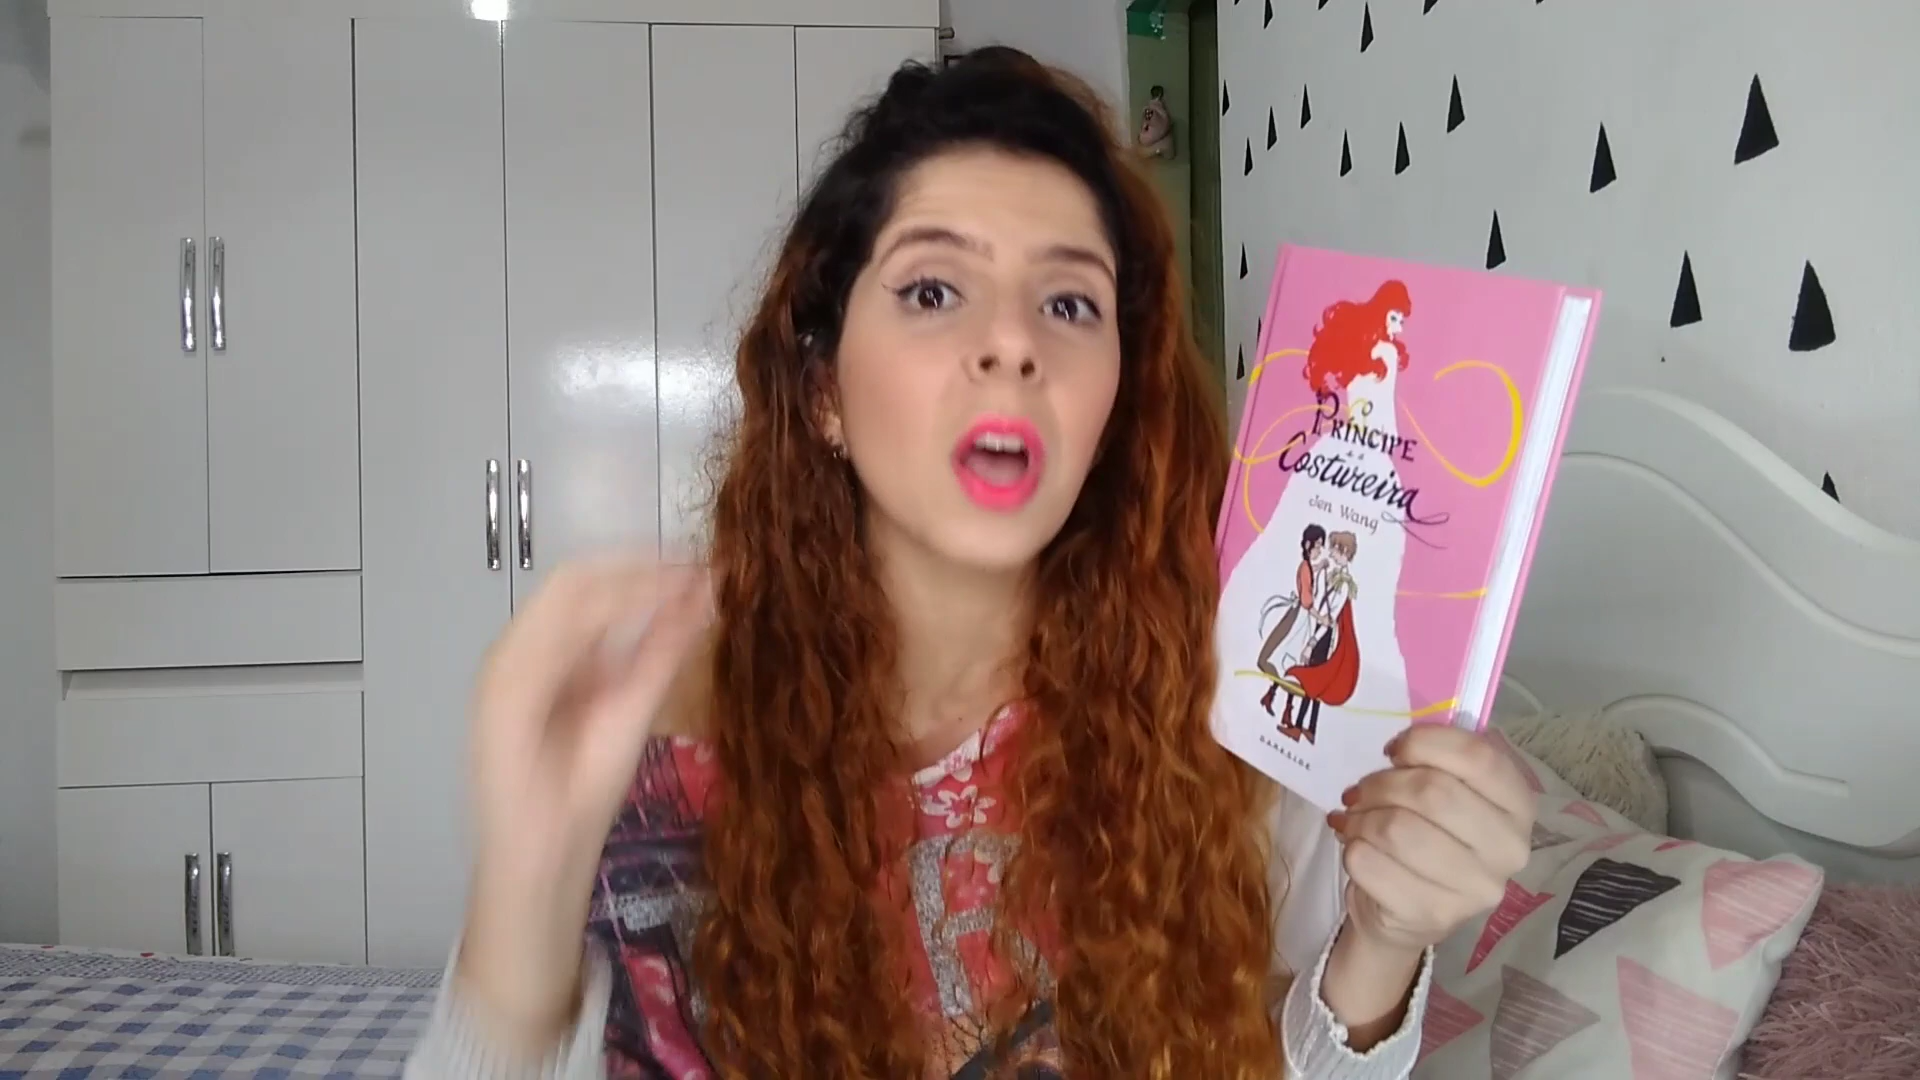 O
PRÍNCIPE
e a
Costureira
Jen Wang
DARKSIDE